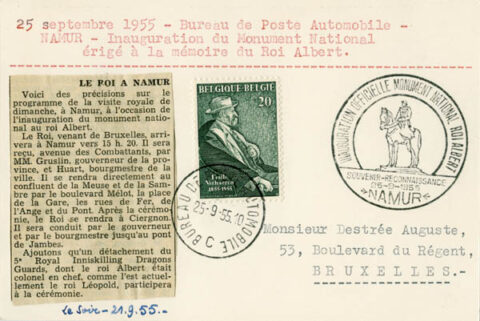 25 septembre 1955 - Bureau de Poste Automobile -
NAMUR - Inauguration du Monument National
érigé à la mémoire du Roi Albert.
LE ROI A NAMUR
Voici des précisions sur le
programme de la visite royale de
dimanche, à Namur, à l'occasion de
l'inauguration du monument national
au roi Albert.
Le Roi, venant de Bruxelles, arri-
vera à Namur vers 15 h. 20. Il sera
reçu, avenue des Combattants, par
MM. Gruslin, gouverneur de la pro-
vince, et Huart, bourgmestre de la
ville. Il se rendra directement au
confluent de la Meuse et de la Sam-
bre par le boulevard Mélot, la place
de la Gare, les rues de Fer, de
l'Ange et du Pont. Après la cérémo-
nie, le Roi se rendra à Ciergnon.
Il sera conduit par le gouverneur
et par le bourgmestre jusqu'au pont
de Jambes.
Ajoutons qu'un détachement du
5e Royal Inniskilling Dragons
Guards, dont le roi Albert était
colonel en chef, comme l'est actuel-
lement le roi Léopold, participera
à la cérémonie.
Le Soir - 21.9.55.-
BELGIQUE-BELGIE
20
Emile
Verhaeren
1855-1955
BUREAU D AUTOMOBILE
25-9-55.10
C
INAUGURATION OFFICIELLE MONUMENT NATIONAL ROI ALBERT
SOUVENIR-RECONNAISSANCE
25-9-1955
NAMUR
Monsieur Destrée Auguste,
53, Boulevard du Régent,
BRUXELLES.-